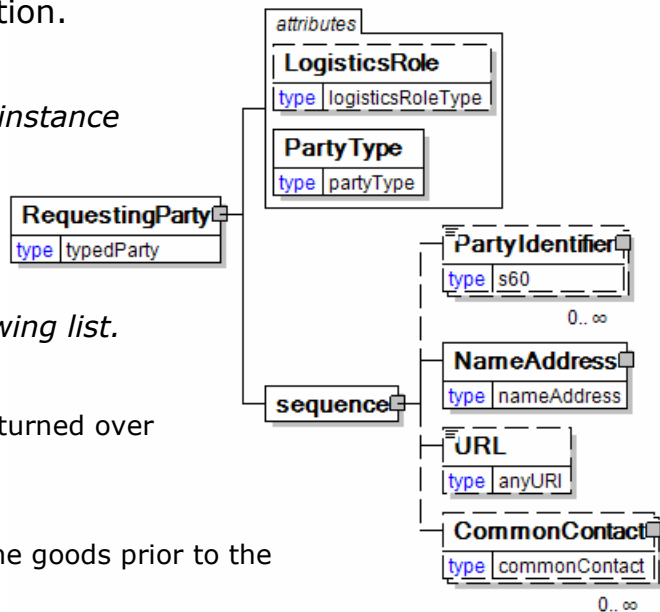 tion.
instance
wing list.
turned over
ne goods prior to the
attributes
LogisticsRole
type logisticsRoleType
PartyType
type partyType
RequestingParty
type typedParty
sequence
PartyIdentifier
type s60
0.. ∞
NameAddress
type nameAddress
URL
type anyURI
CommonContact
type commonContact
0.. ∞